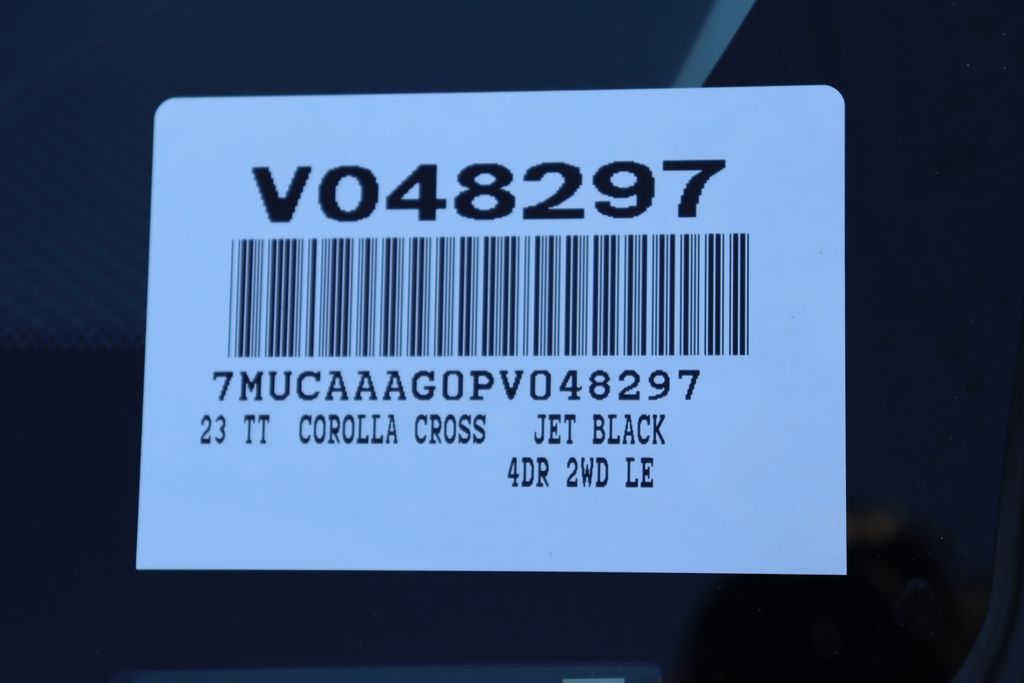 V048297
7MUCAAAG0PV048297
23 TT COROLLA CROSS JET BLACK
4DR 2WD LE